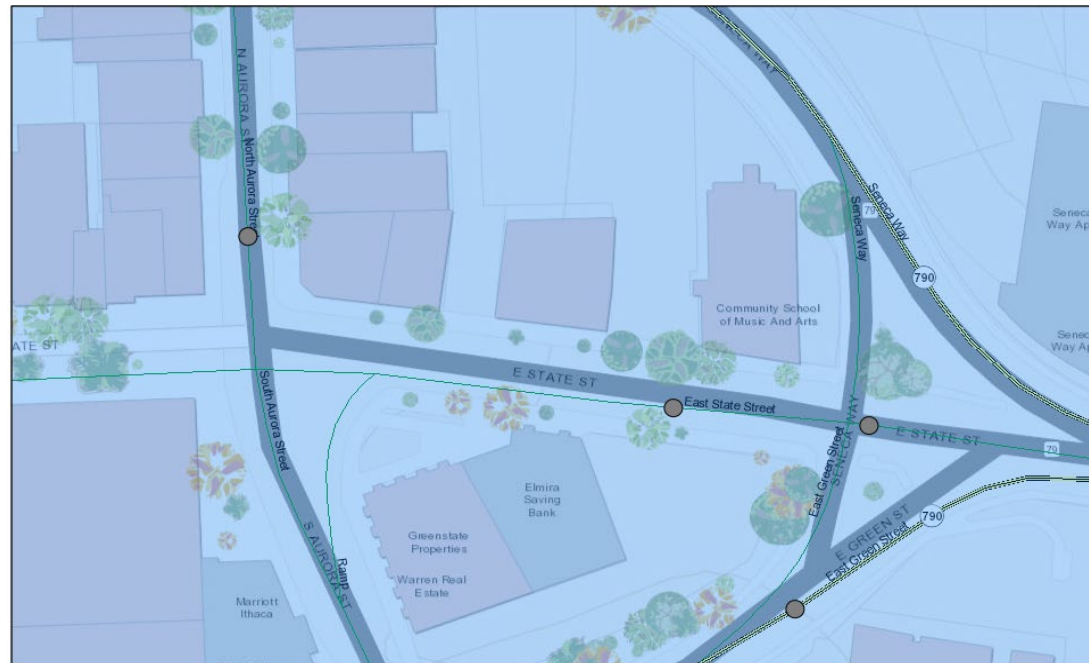 N AURORA ST
North Aurora Street
WAY
Seneca Way
79
Seneca Way
790
Seneca
Way Ap
Community School
of Music And Arts
Seneca
Way Ap
ATE ST
E STATE ST
East State Street
South Aurora Street
E STATE ST
79
SENECA WAY
East Green Street
Elmira
Saving
Bank
Greenstate
Properties
Warren Real
Estate
E GREEN ST
East Green Street
790
S AURORA ST
Ramp
Marriott
Ithaca